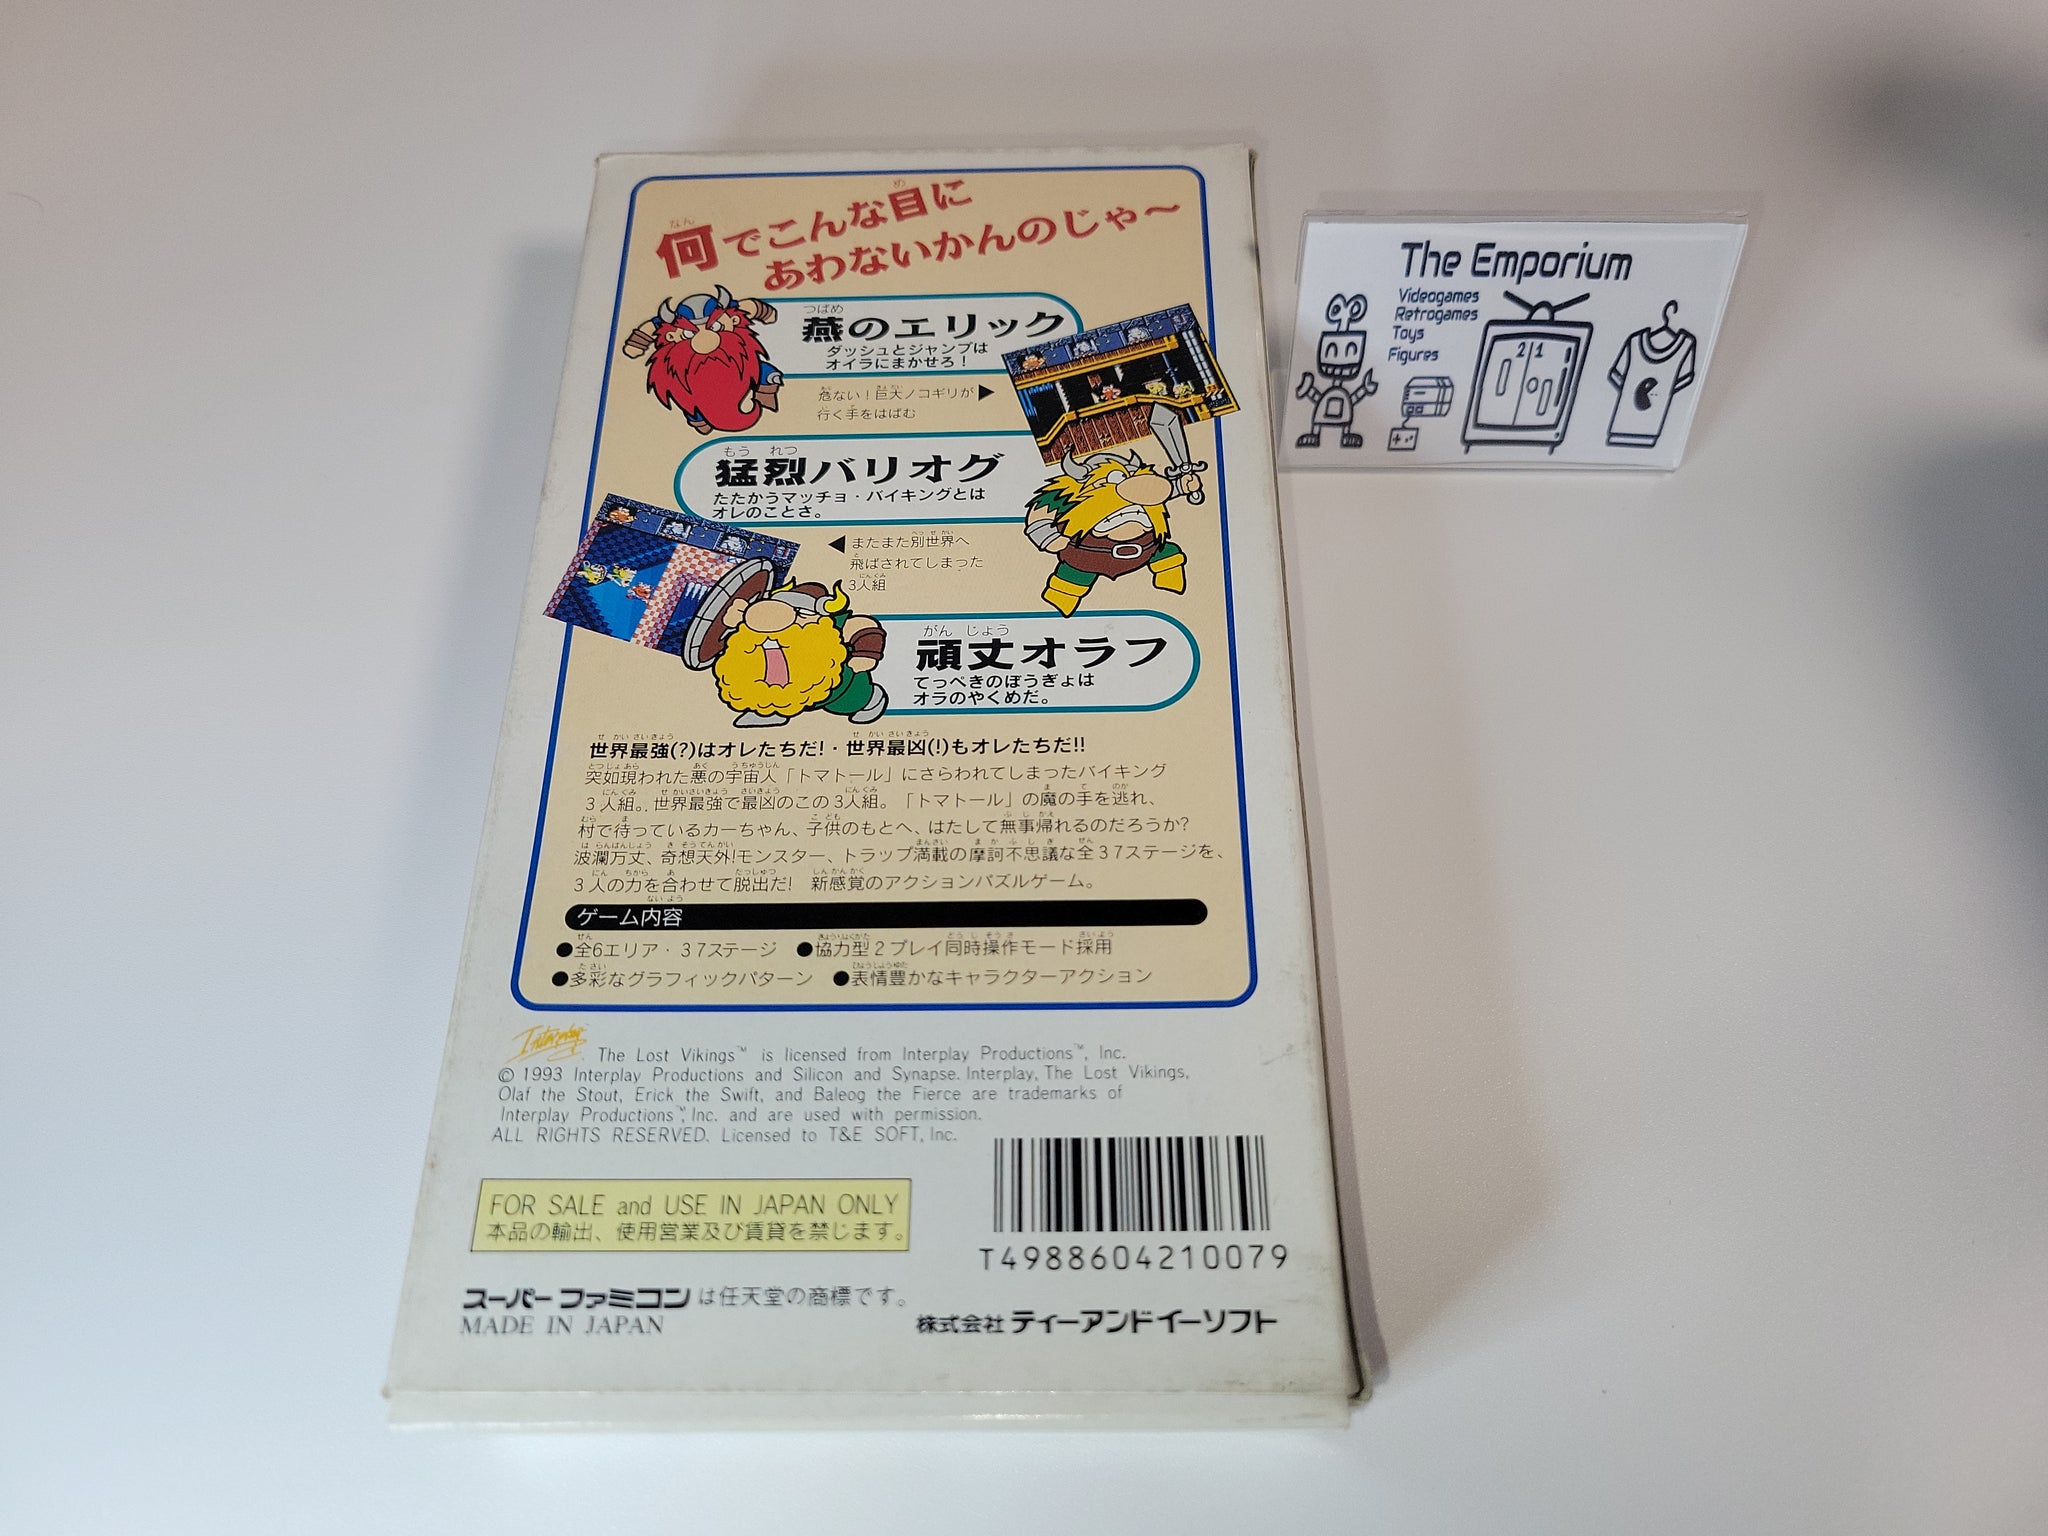 何でこんな目に
あわないかんのじゃ～
燕のエリック
ダッシュとジャンプは
オイラにまかせろ！
危ない！巨大ノコギリが▶
行く手をはばむ
猛烈バリオグ
たたかうマッチョ・バイキングとは
オレのことさ。
◀またまた別世界へ
飛ばされてしまった
3人組
頑丈オラフ
てっぺきのぼうぎょは
オラのやくめだ。
世界最強(?)はオレたちだ!・世界最凶(!)もオレたちだ!!
突如現われた悪の宇宙人「トマトール」にさらわれてしまったバイキング
3人組。世界最強で最凶のこの3人組。「トマトール」の魔の手を逃れ、
村で待っているカーちゃん、子供のもとへ、はたして無事帰れるのだろうか?
波瀾万丈、奇想天外!モンスター、トラップ満載の摩訶不思議な全37ステージを、
3人の力を合わせて脱出だ! 新感覚のアクションパズルゲーム。
ゲーム内容
●全6エリア・37ステージ ●協力型2プレイ同時操作モード採用
●多彩なグラフィックパターン ●表情豊かなキャラクターアクション
Interplay
The Lost Vikings™ is licensed from Interplay Productions™, Inc.
© 1993 Interplay Productions and Silicon and Synapse. Interplay, The Lost Vikings,
Olaf the Stout, Erick the Swift, and Baleog the Fierce are trademarks of
Interplay Productions™, Inc. and are used with permission.
ALL RIGHTS RESERVED. Licensed to T&E SOFT, Inc.
FOR SALE and USE IN JAPAN ONLY
本品の輸出、使用営業及び賃貸を禁じます。
T4988604210079
スーパーファミコンは任天堂の商標です。
MADE IN JAPAN
株式会社ティーアンドイーソフト
The Emporium
Videogames
Retrogames
Toys
Figures
21